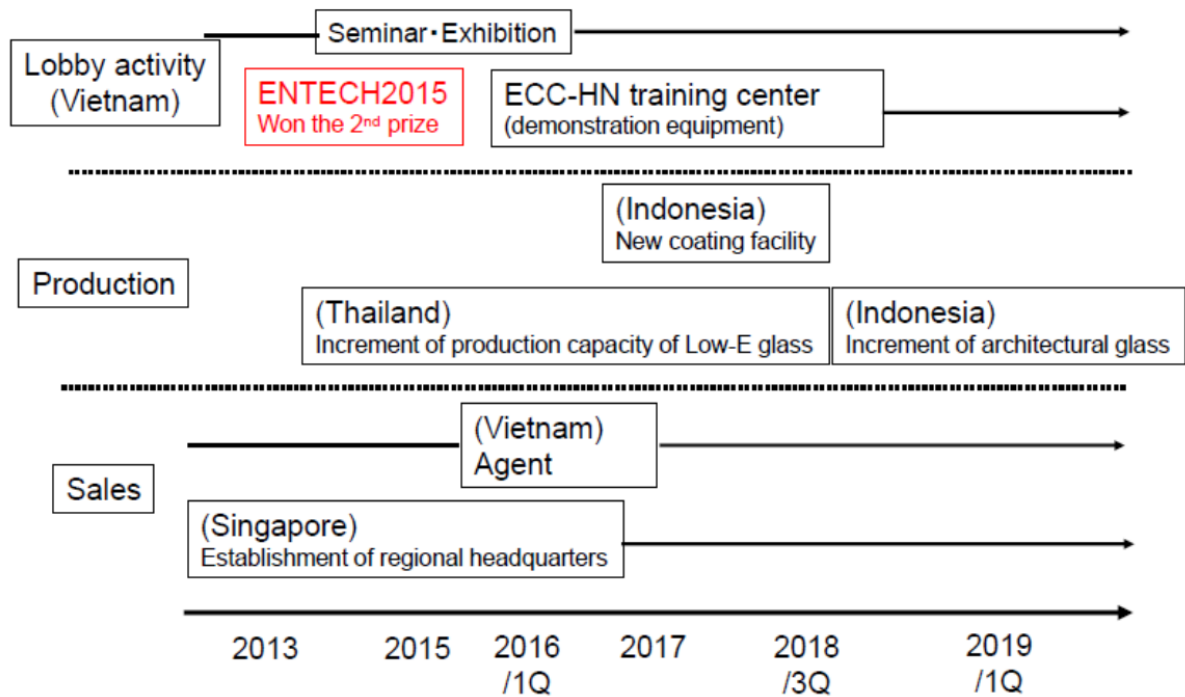 Seminar・Exhibition
Lobby activity
(Vietnam)
ENTECH2015
Won the 2nd prize
ECC-HN training center
(demonstration equipment)
(Indonesia)
New coating facility
Production
(Thailand)
Increment of production capacity of Low-E glass
(Indonesia)
Increment of architectural glass
(Vietnam)
Agent
Sales
(Singapore)
Establishment of regional headquarters
2013
2015
2016
/1Q
2017
2018
/3Q
2019
/1Q